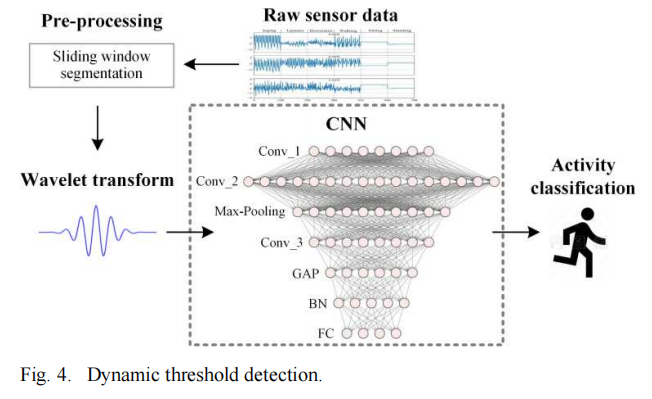 Pre-processing
Raw sensor data
Sliding window
segmentation
CNN
Conv_1
Wavelet transform
Conv_2
Activity
classification
Max-Pooling
Conv_3
GAP
BN
FC
Fig. 4. Dynamic threshold detection.